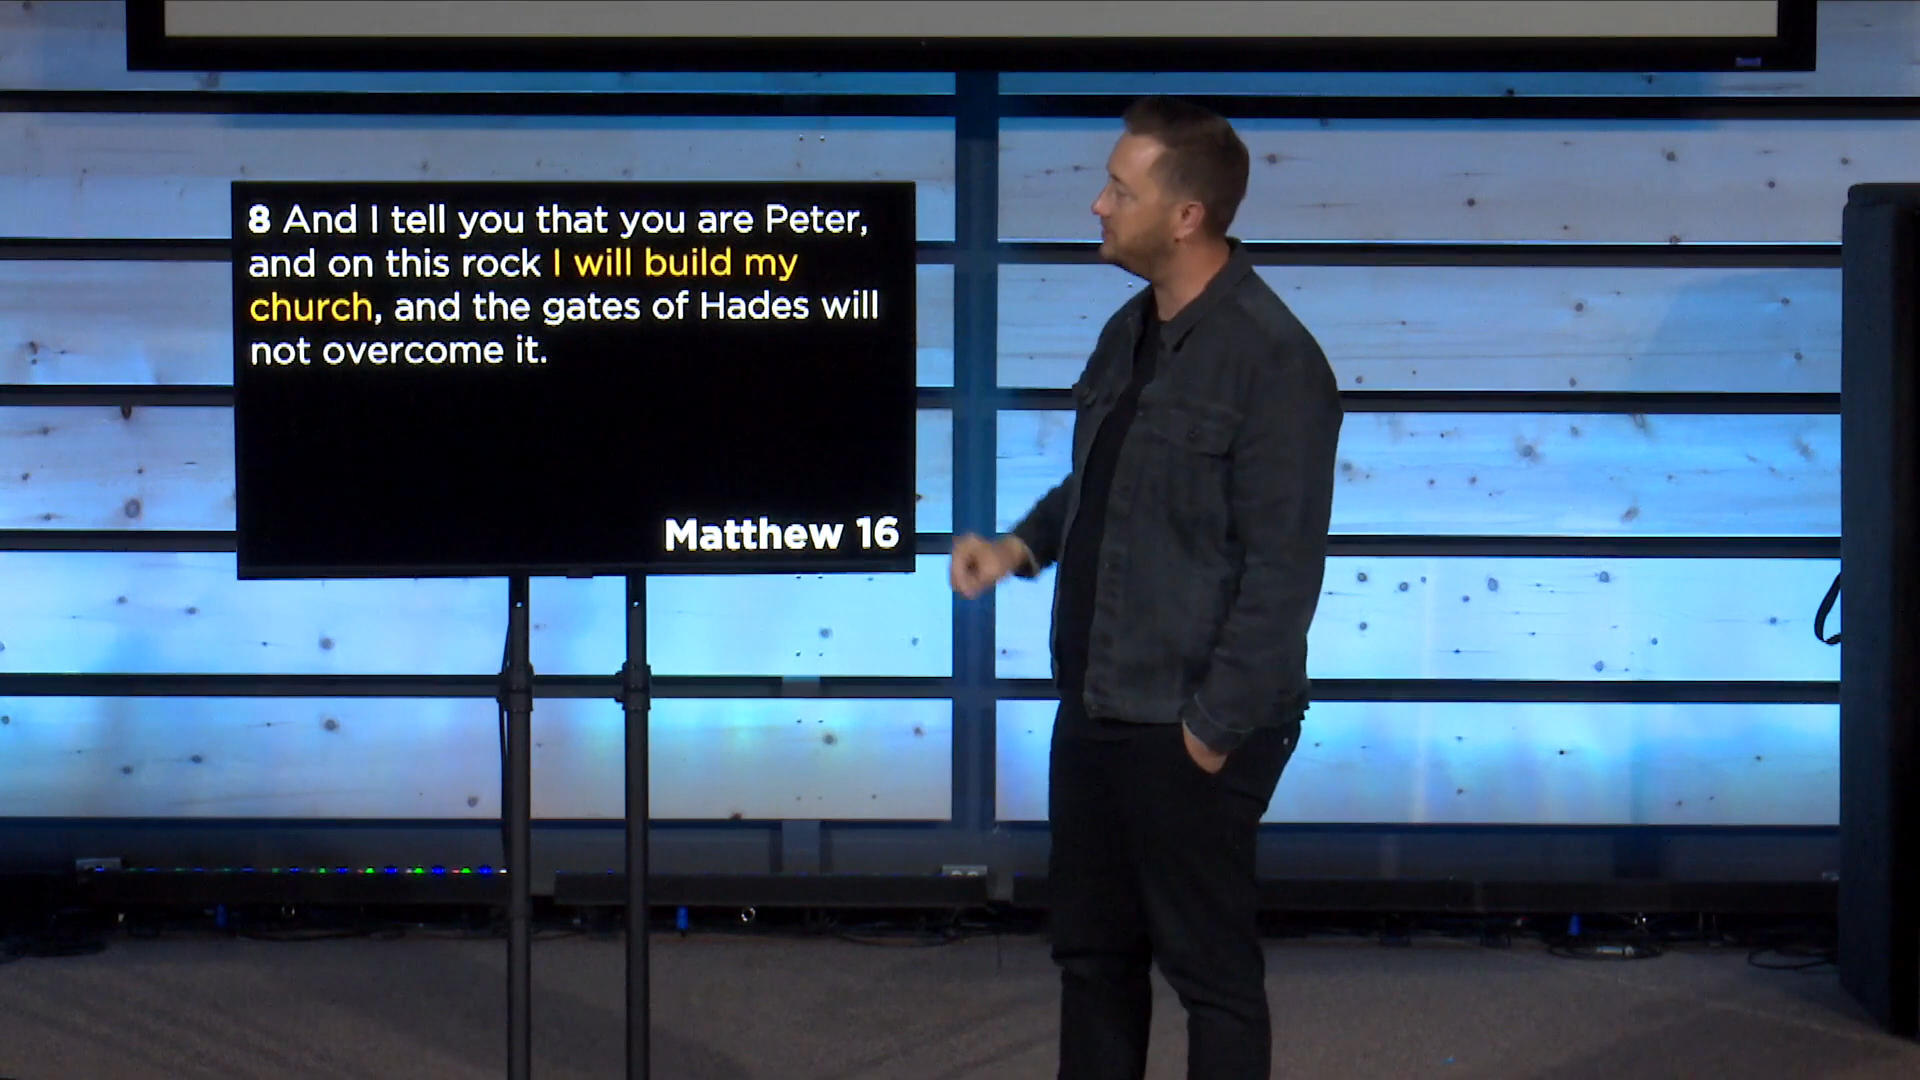 8 And I tell you that you are Peter,
and on this rock I will build my
church, and the gates of Hades will
not overcome it.
Matthew 16